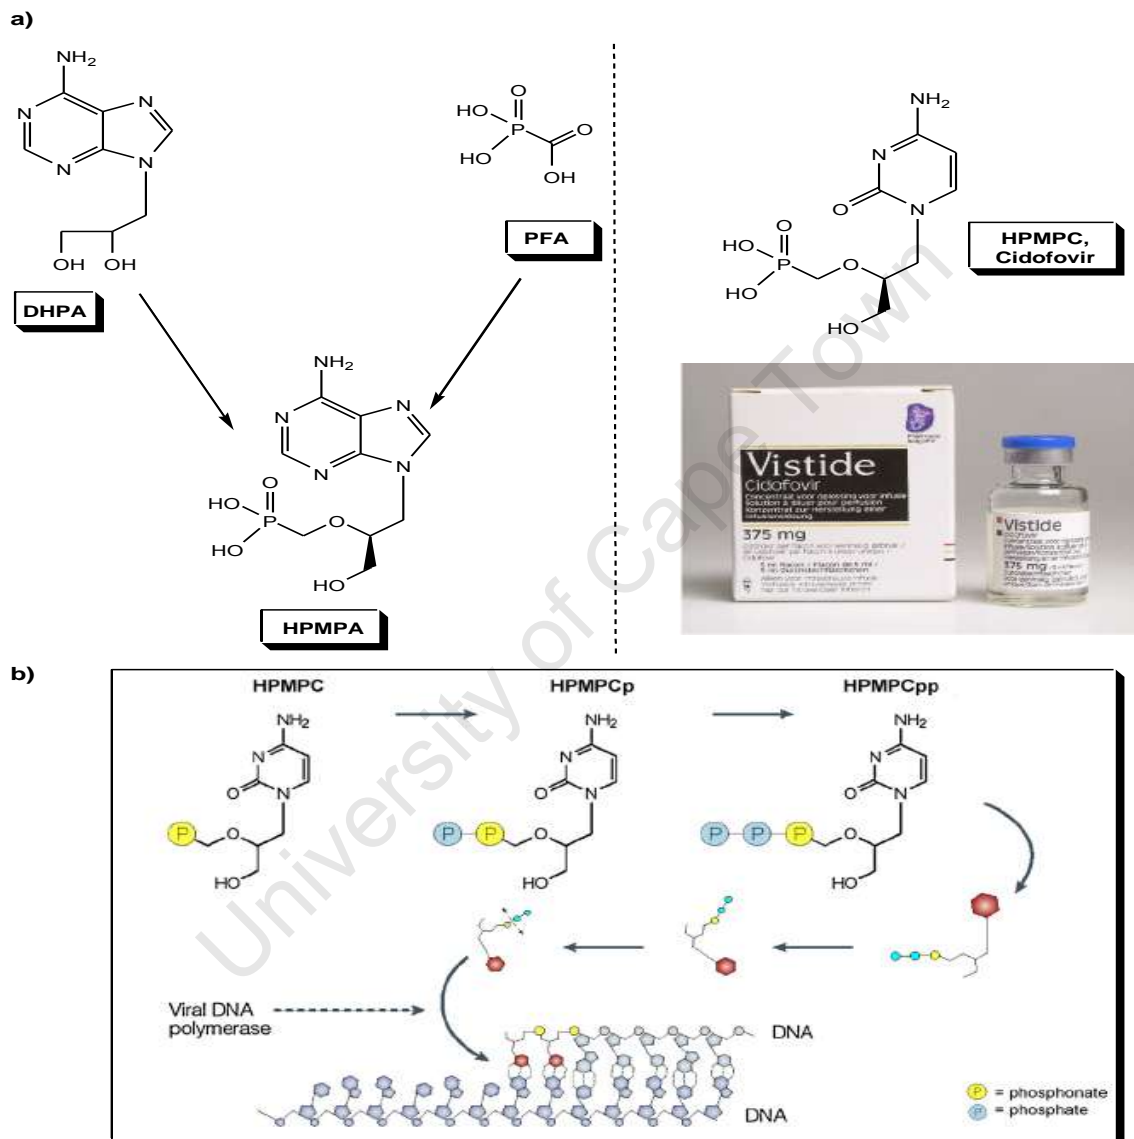 a)
NH2
N
N
N
N
OH OH
DHPA
O
HO
P
O
HO
OH
PFA
NH2
N
N
N
N
O
HO
P
O
HO
HO
HPMPA
NH2
N
O
N
O
HO
P
O
HO
HO
HPMPC,
Cidofovir
Vistide
Cidofovir
375 mg
Vistide
375 mg
University of Cape Town
b)
HPMPC
HPMPCp
HPMPCpp
NH2
NH2
NH2
N
N
N
O
N
O
N
O
N
P
O
P
P
O
P
P
P
O
HO
HO
HO
Viral DNA
polymerase
DNA
DNA
P = phosphonate
P = phosphate